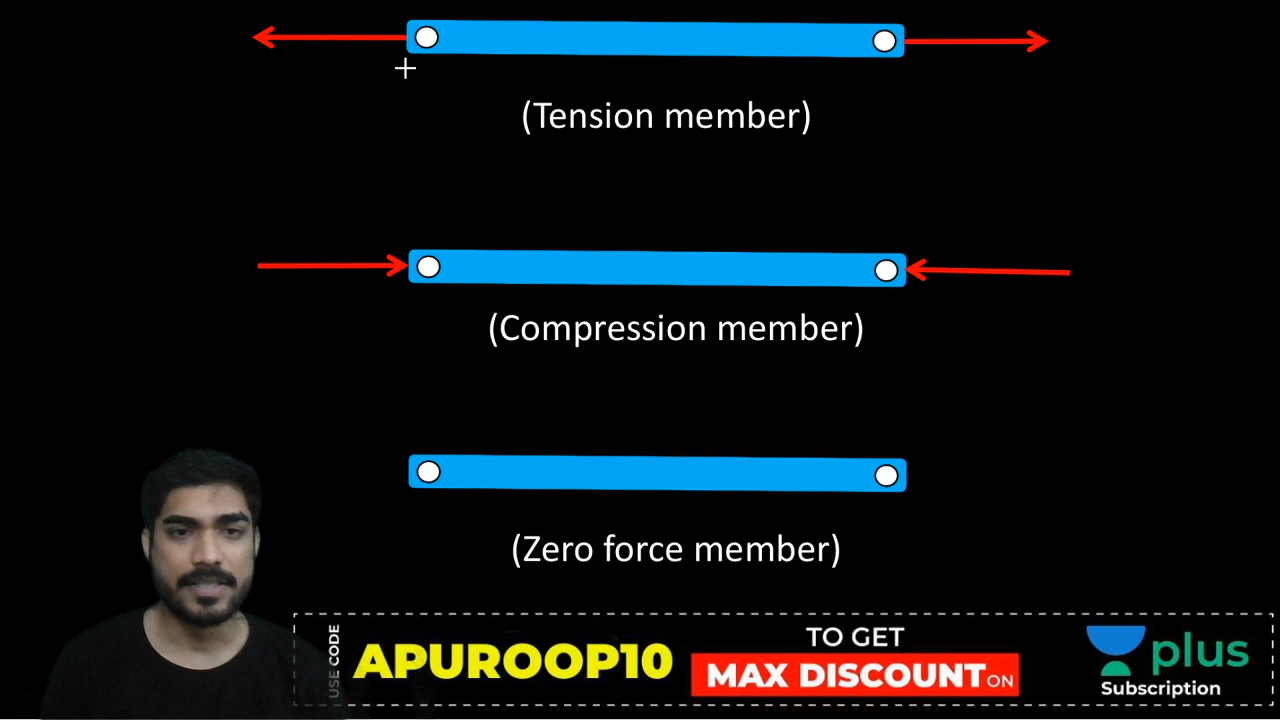 (Tension member)
(Compression member)
(Zero force member)
USE CODE
APUROOP10
TO GET
MAX DISCOUNT ON
plus
Subscription